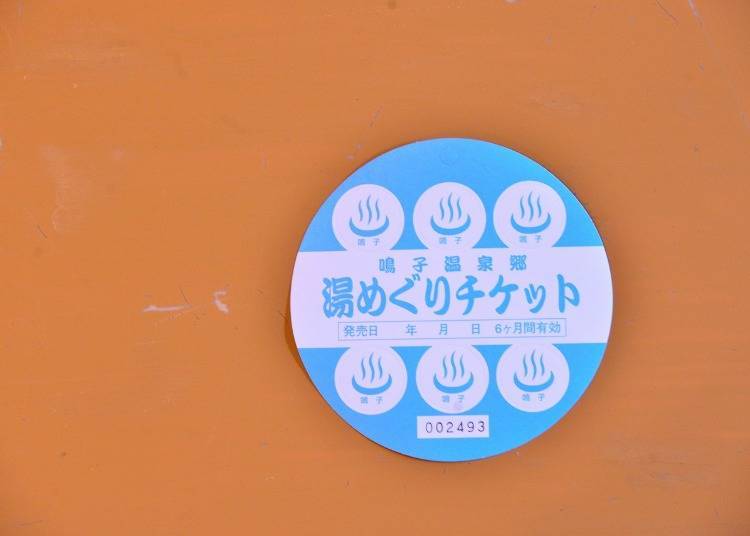 鳴子 鳴子 鳴子
鳴子温泉郷
湯めぐりチケット
発売日 年 月 日 6ヶ月間有効
鳴子 鳴子 鳴子
002493